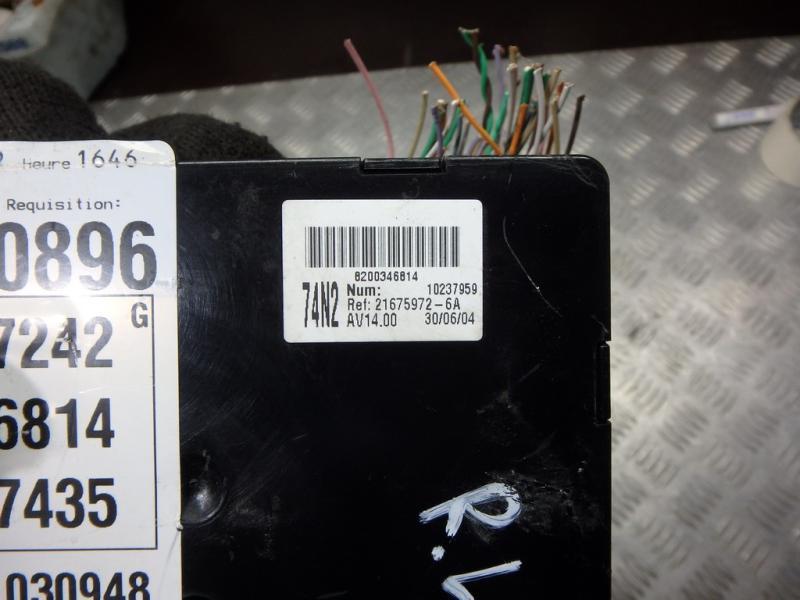 Heure 1646
Requisition:
0896
G
7242
6814
7435
030948
8200346814
74N2
Num: 10237959
Ref: 21675972-6A
AV14.00 30/06/04
R.V